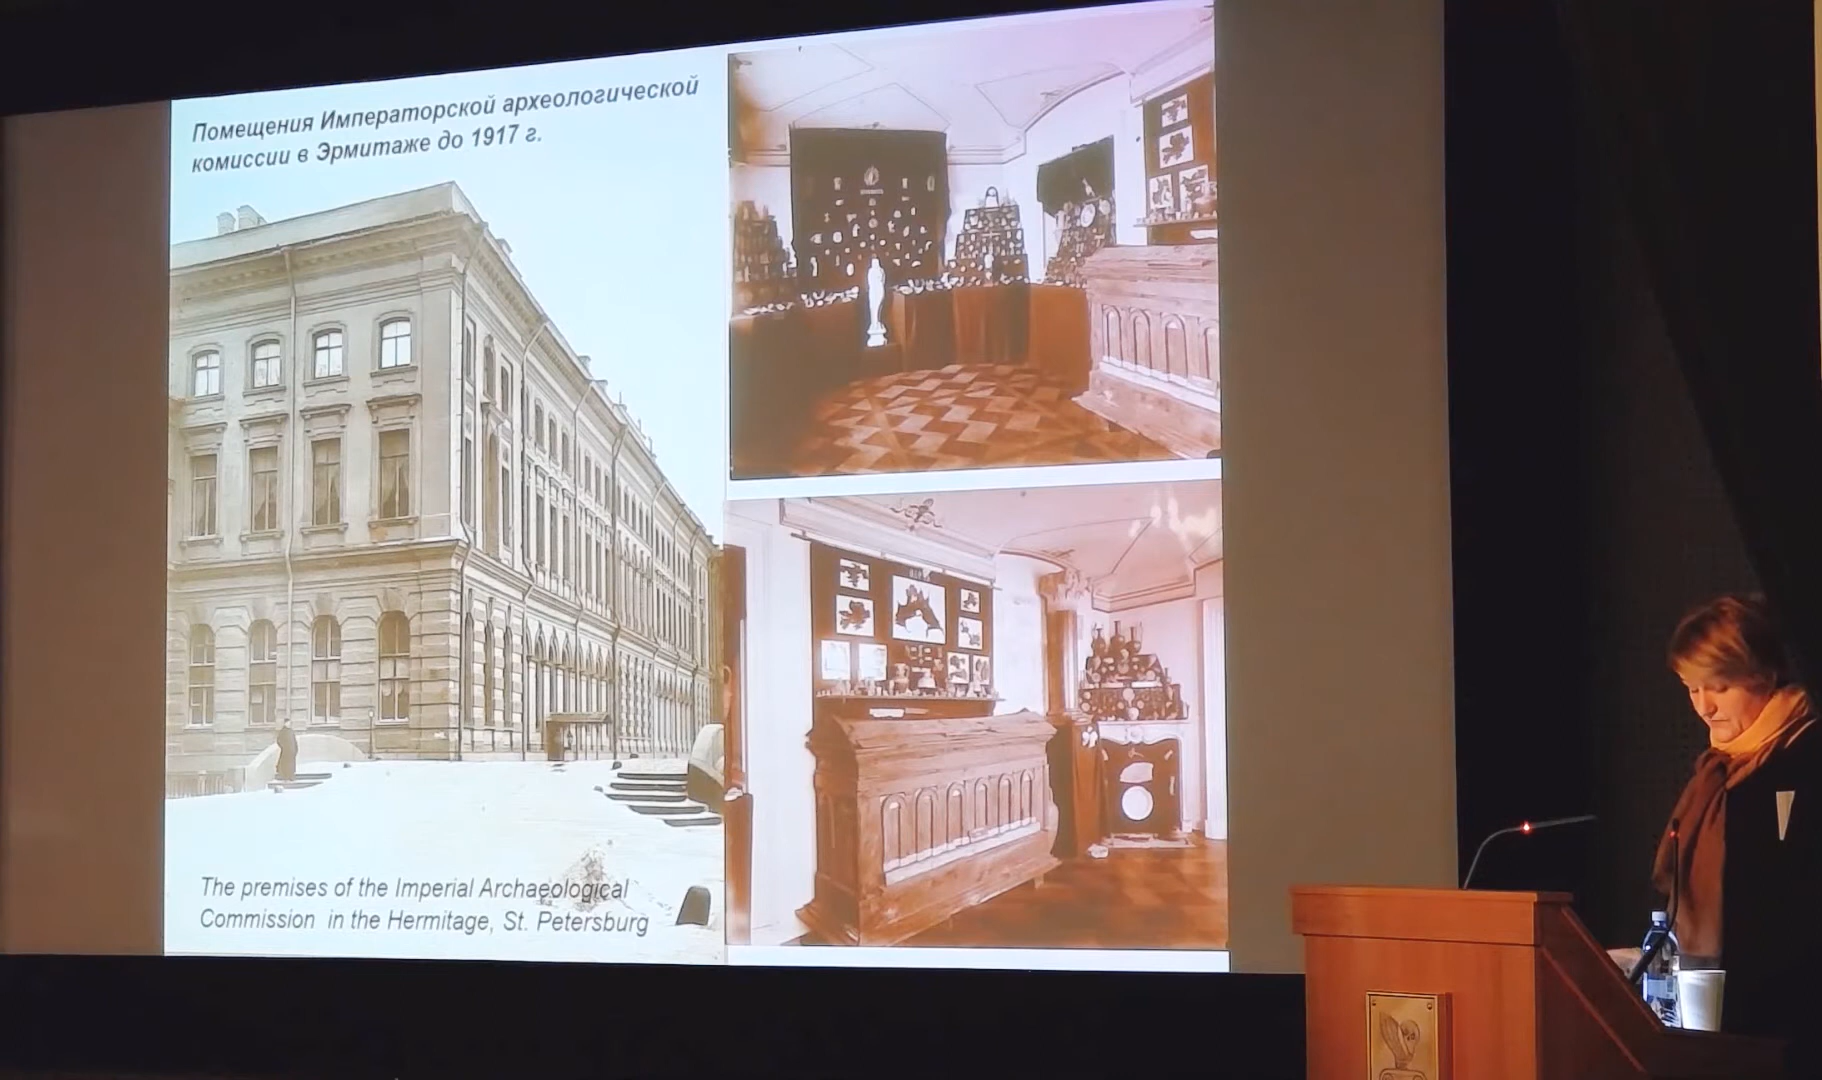 Помещения Императорской археологической
комиссии в Эрмитаже до 1917 г.
The premises of the Imperial Archaeological
Commission in the Hermitage, St. Petersburg